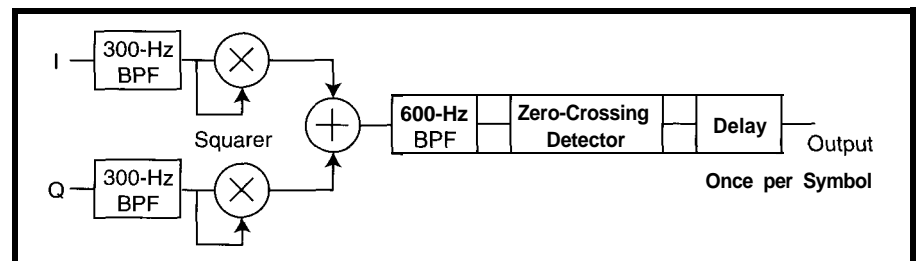 I
300-Hz
BPF
Squarer
Q
300-Hz
BPF
600-Hz
BPF
Zero-Crossing
Detector
Delay
Output
Once per Symbol